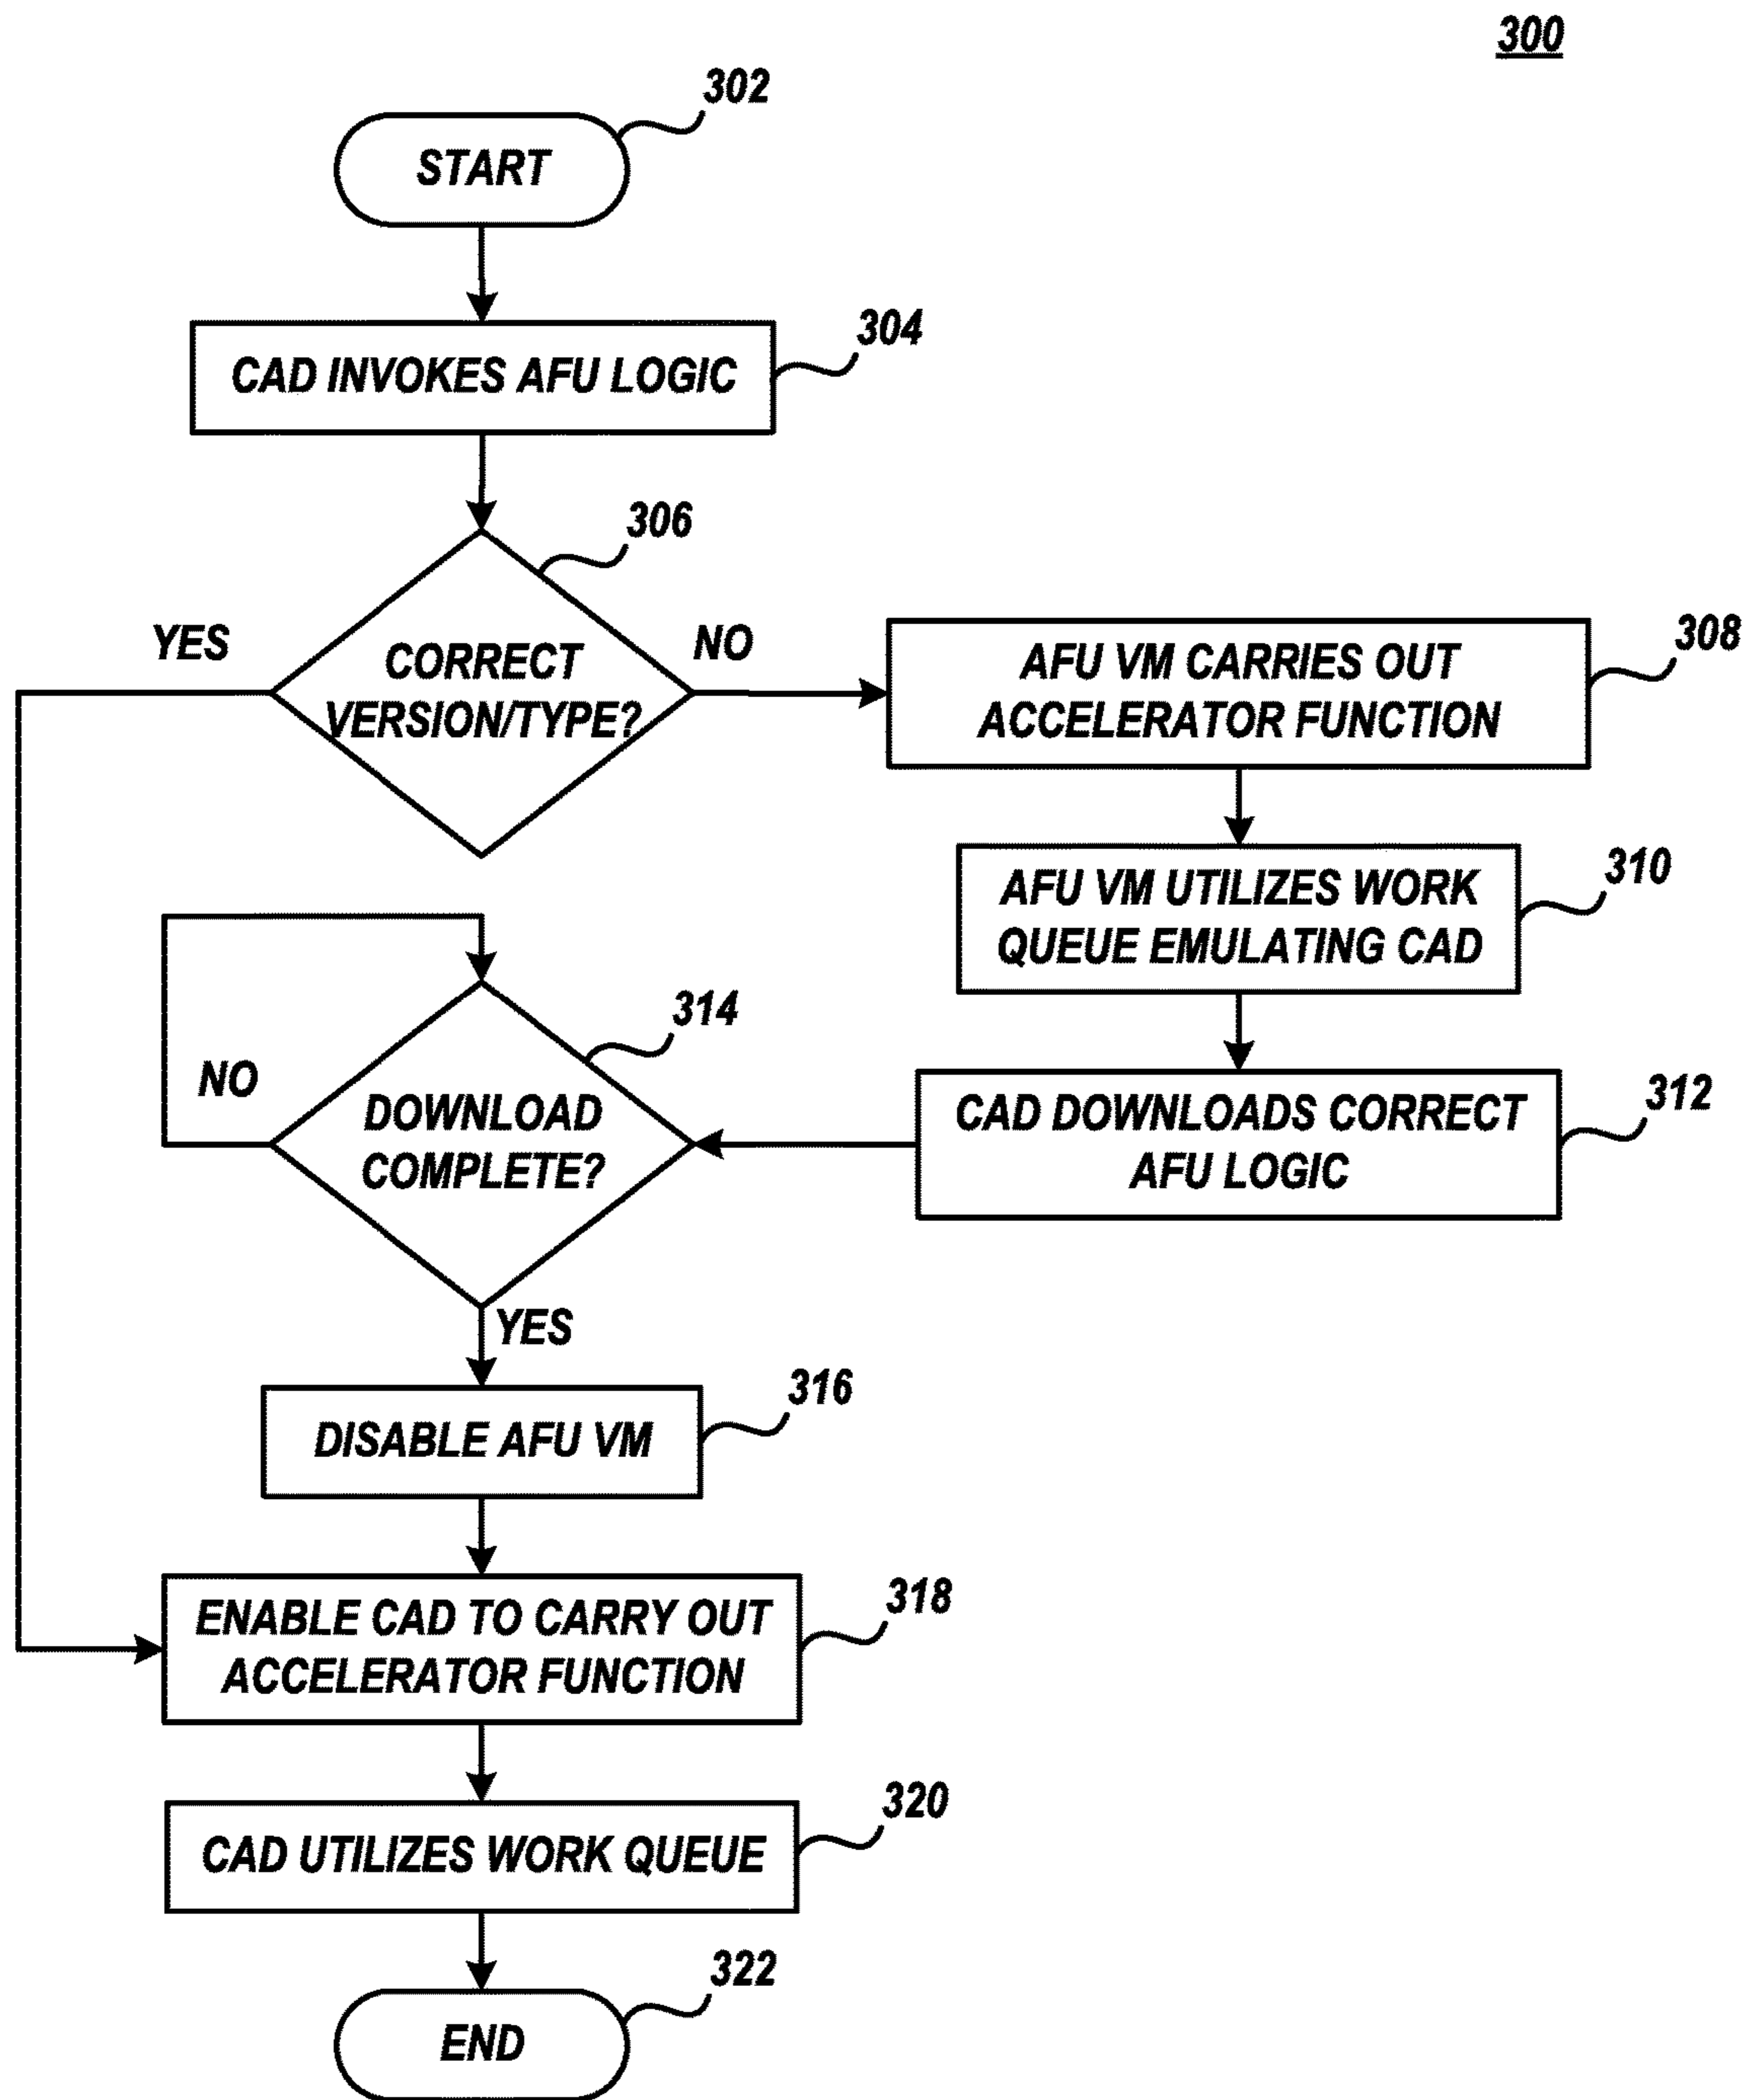 300
302
START
304
CAD INVOKES AFU LOGIC
306
YES
NO
CORRECT
VERSION/TYPE?
308
AFU VM CARRIES OUT
ACCELERATOR FUNCTION
310
AFU VM UTILIZES WORK
QUEUE EMULATING CAD
312
CAD DOWNLOADS CORRECT
AFU LOGIC
314
NO
DOWNLOAD
COMPLETE?
YES
316
DISABLE AFU VM
318
ENABLE CAD TO CARRY OUT
ACCELERATOR FUNCTION
320
CAD UTILIZES WORK QUEUE
322
END